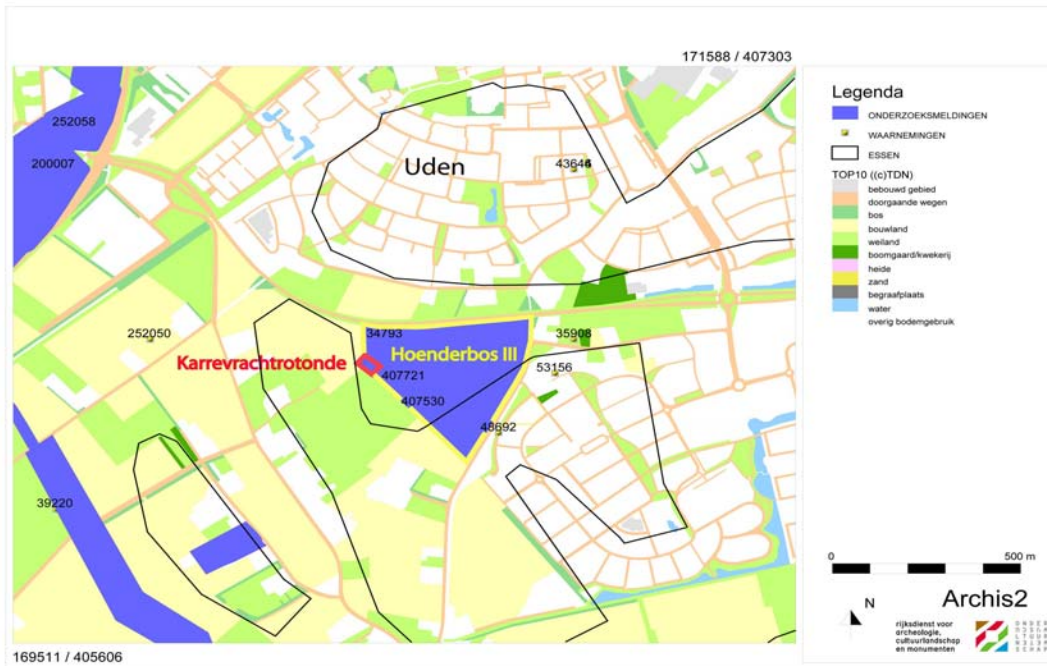 171588 / 407303
252058
200007
Uden
43644
252050
34793
35908
Karrevrachtrotonde
Hoenderbos III
407721
53156
407530
48692
39220
169511 / 405606
Legenda
ONDERZOEKSMELDINGEN
WAARNEMINGEN
ESSEN
TOP10 ((c)TDN)
bebouwd gebied
doorgaande wegen
bos
bouwland
weiland
boomgaard/kwekerij
heide
zand
begraafplaats
water
overig bodemgebruik
0 500 m
N
Archis2
rijksdienst voor
archeologie,
cultuurlandschap
en monumenten